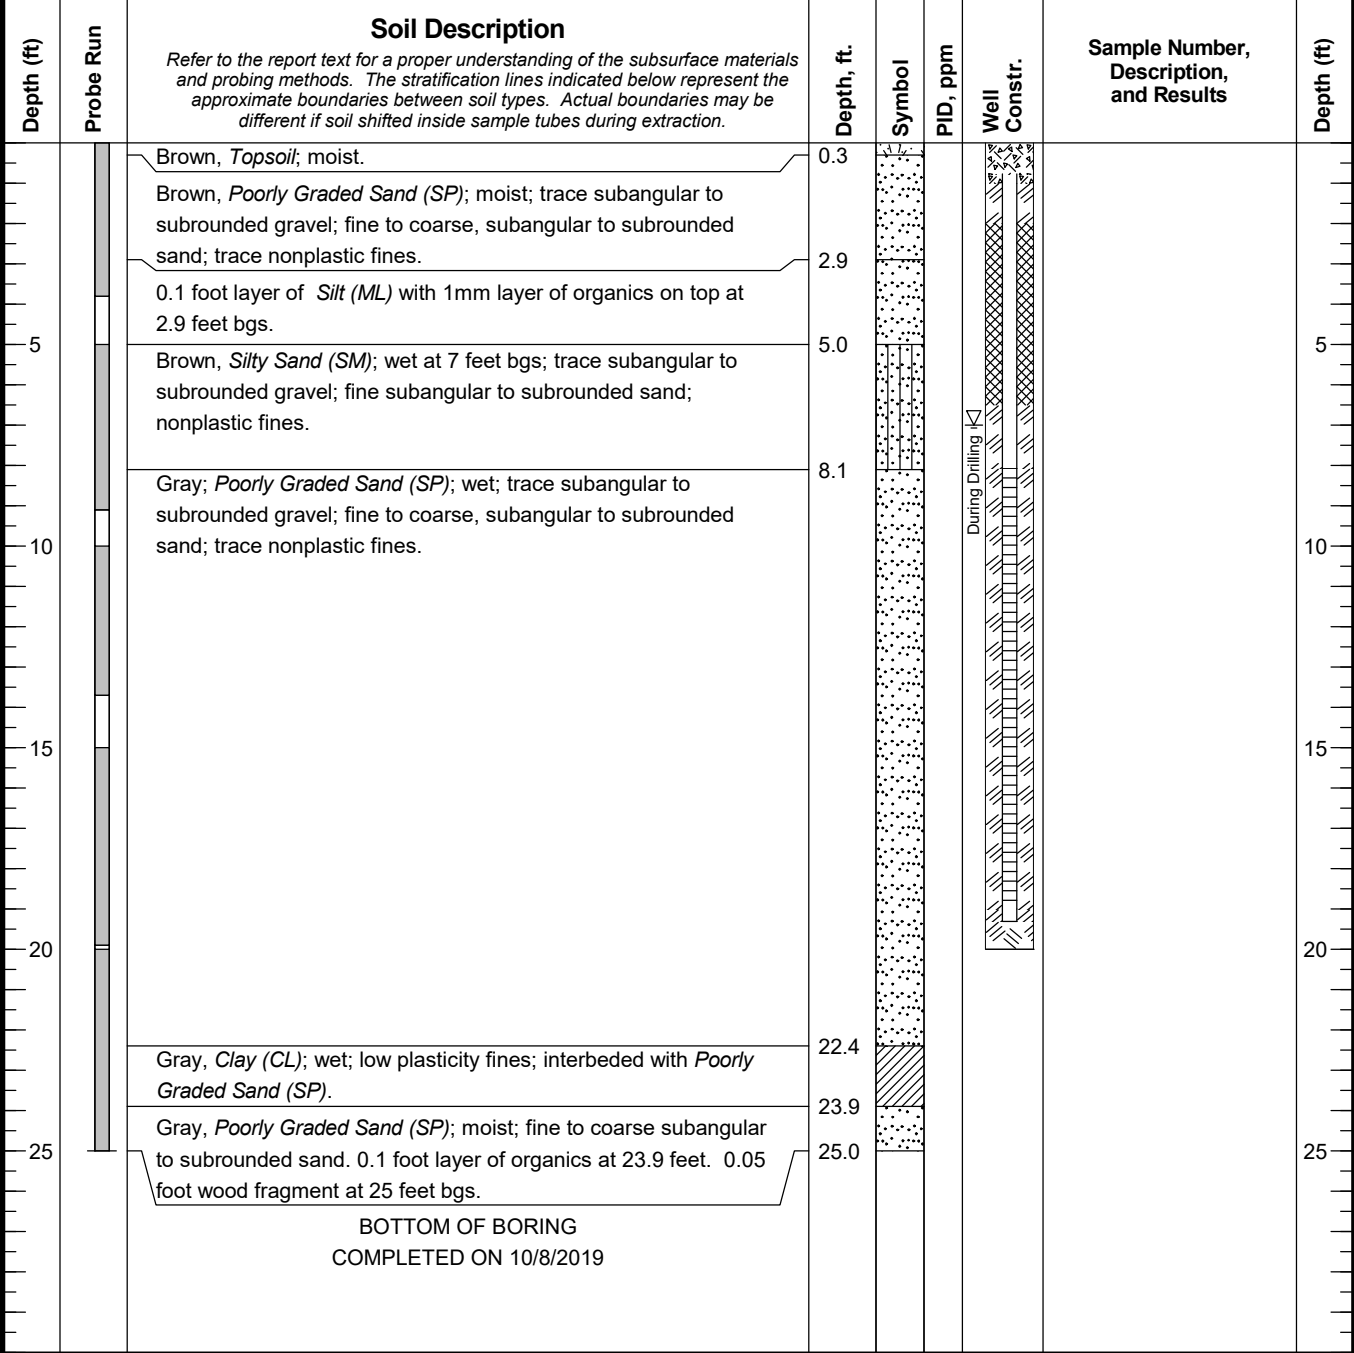 Depth (ft)
Probe Run
Soil Description
Refer to the report text for a proper understanding of the subsurface materials
and probing methods. The stratification lines indicated below represent the
approximate boundaries between soil types. Actual boundaries may be
different if soil shifted inside sample tubes during extraction.
Depth, ft.
Symbol
PID, ppm
Well
Constr.
Sample Number,
Description,
and Results
Depth (ft)
Brown, Topsoil; moist.
0.3
Brown, Poorly Graded Sand (SP); moist; trace subangular to
subrounded gravel; fine to coarse, subangular to subrounded
sand; trace nonplastic fines.
2.9
0.1 foot layer of Silt (ML) with 1mm layer of organics on top at
2.9 feet bgs.
5
5.0
5
Brown, Silty Sand (SM); wet at 7 feet bgs; trace subangular to
subrounded gravel; fine subangular to subrounded sand;
nonplastic fines.
During Drilling
8.1
Gray; Poorly Graded Sand (SP); wet; trace subangular to
subrounded gravel; fine to coarse, subangular to subrounded
sand; trace nonplastic fines.
10
10
15
15
20
20
22.4
Gray, Clay (CL); wet; low plasticity fines; interbeded with Poorly
Graded Sand (SP).
23.9
Gray, Poorly Graded Sand (SP); moist; fine to coarse subangular
to subrounded sand. 0.1 foot layer of organics at 23.9 feet. 0.05
foot wood fragment at 25 feet bgs.
25
25.0
25
BOTTOM OF BORING
COMPLETED ON 10/8/2019